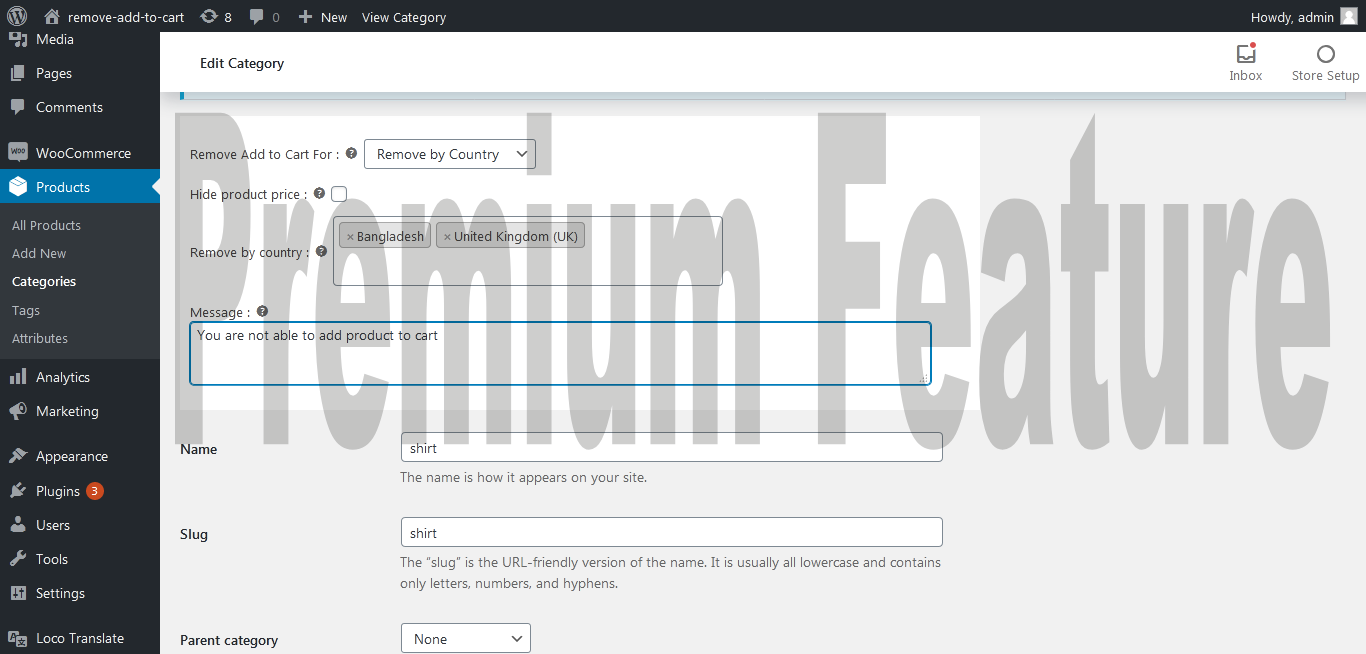 remove-add-to-cart 8 0 New View Category Howdy, admin
Media
Pages
Comments
WOO WooCommerce
Products
All Products
Add New
Categories
Tags
Attributes
Analytics
Marketing
Appearance
Plugins 3
Users
Tools
Settings
Loco Translate
Edit Category
Inbox
Store Setup
Premium Feature
Remove Add to Cart For : ? Remove by Country
Hide product price : ?
Remove by country : ? × Bangladesh × United Kingdom (UK)
Message : ?
You are not able to add product to cart
Name shirt
The name is how it appears on your site.
Slug shirt
The “slug” is the URL-friendly version of the name. It is usually all lowercase and contains
only letters, numbers, and hyphens.
Parent category None